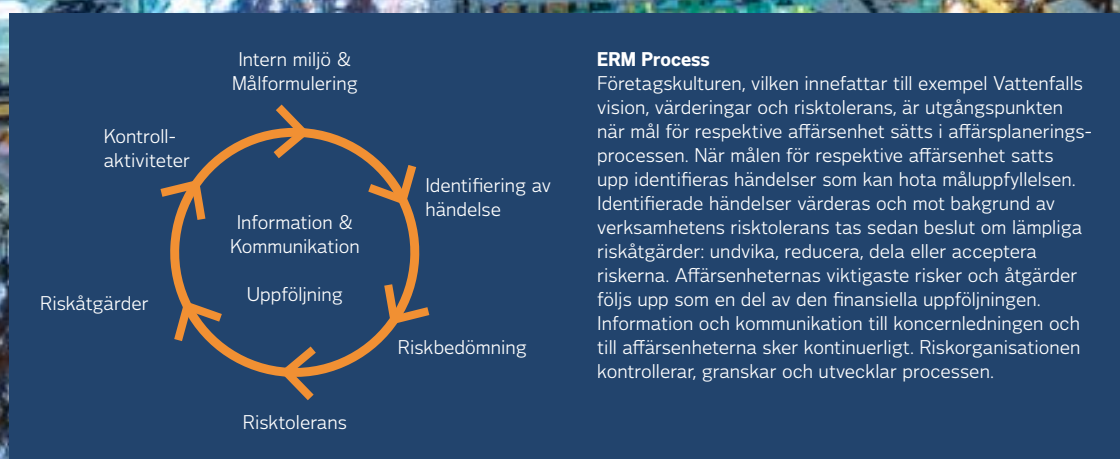 Intern miljö &
Målformulering
Identifiering av
händelse
Riskbedömning
Risktolerans
Riskåtgärder
Kontroll-
aktiviteter
Information &
Kommunikation
Uppföljning
ERM Process
Företagskulturen, vilken innefattar till exempel Vattenfalls
vision, värderingar och risktolerans, är utgångspunkten
när mål för respektive affärsenhet sätts i affärsplanerings-
processen. När målen för respektive affärsenhet satts
upp identifieras händelser som kan hota måluppfyllelsen.
Identifierade händelser värderas och mot bakgrund av
verksamhetens risktolerans tas sedan beslut om lämpliga
riskåtgärder: undvika, reducera, dela eller acceptera
riskerna. Affärsenheternas viktigaste risker och åtgärder
följs upp som en del av den finansiella uppföljningen.
Information och kommunikation till koncernledningen och
till affärsenheterna sker kontinuerligt. Riskorganisationen
kontrollerar, granskar och utvecklar processen.